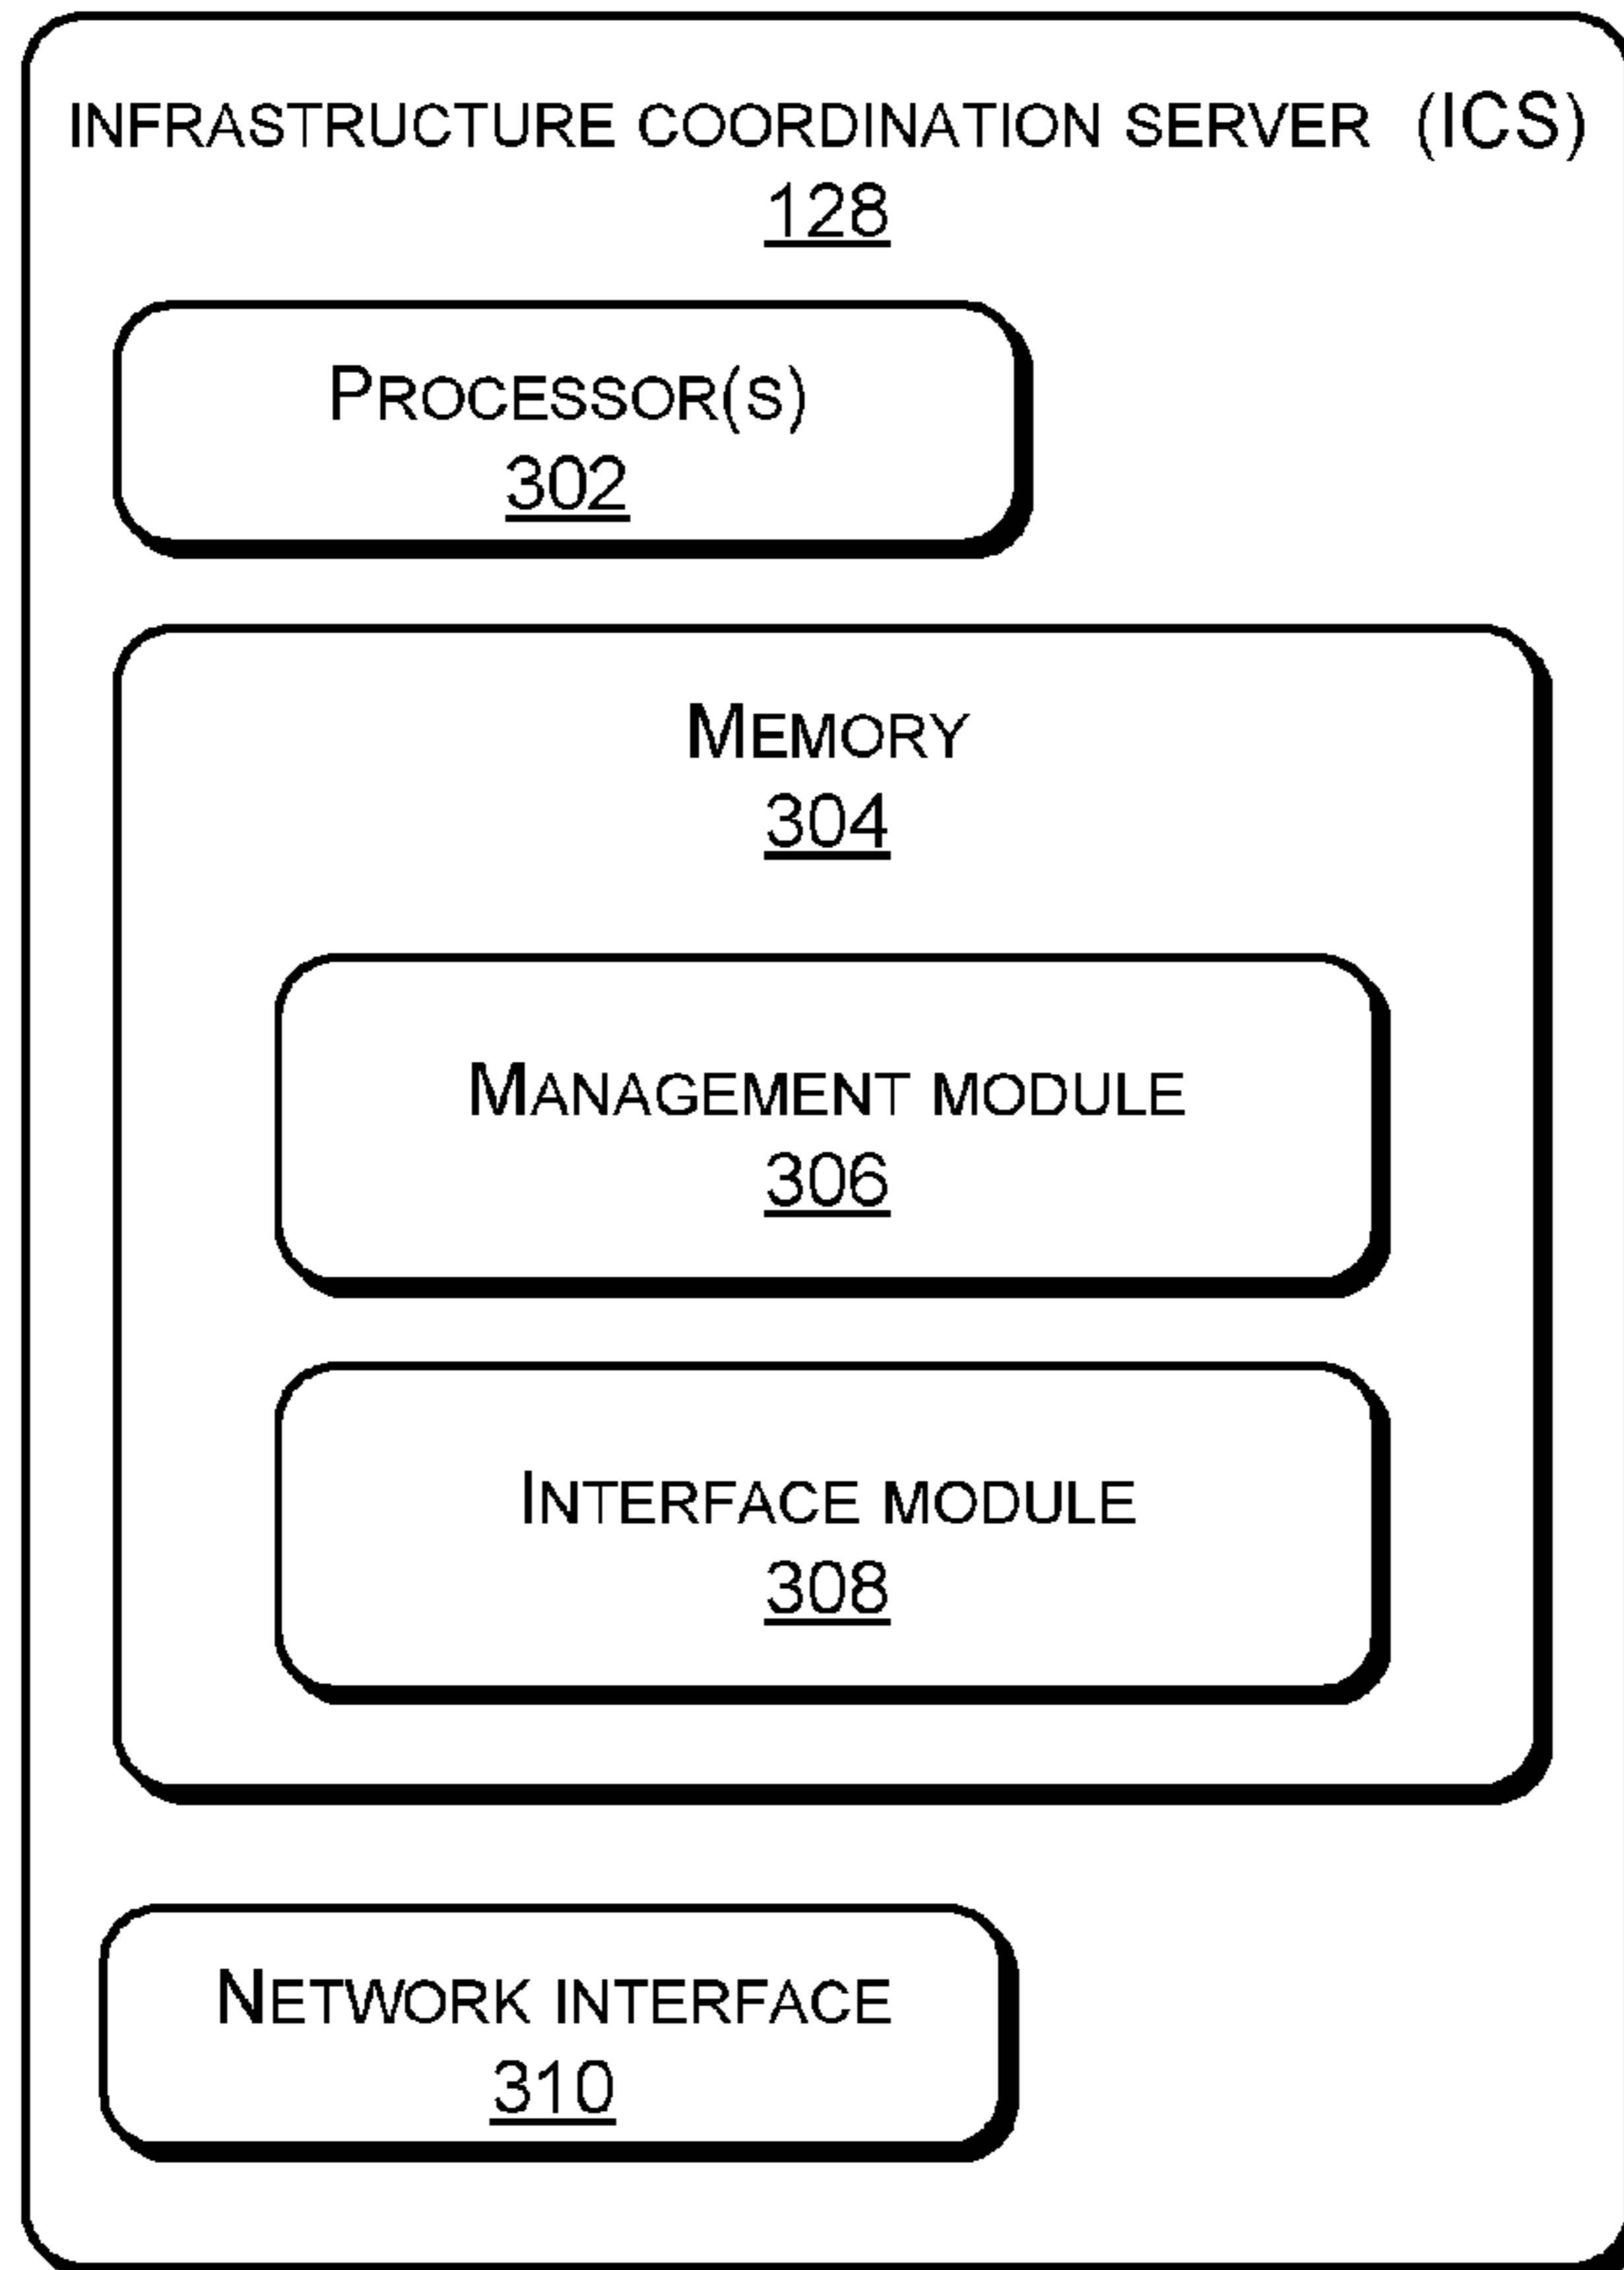 INFRASTRUCTURE COORDINATION SERVER (ICS)
128
PROCESSOR(S)
302
MEMORY
304
MANAGEMENT MODULE
306
INTERFACE MODULE
308
NETWORK INTERFACE
310